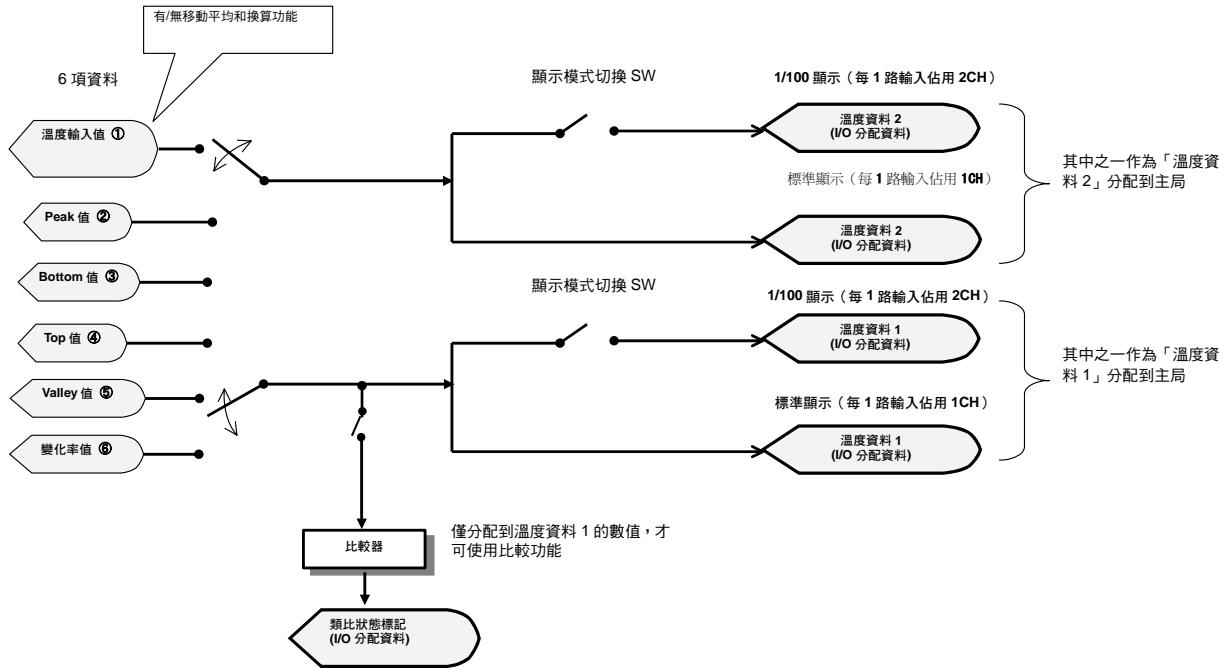 有/無移動平均和換算功能
6 項資料
溫度輸入值 ①
Peak 值 ②
Bottom 值 ③
Top 值 ④
Valley 值 ⑤
變化率值 ⑥
顯示模式切換 SW
1/100 顯示（每 1 路輸入佔用 2CH）
溫度資料 2
(I/O 分配資料)
標準顯示（每 1 路輸入佔用 1CH）
溫度資料 2
(I/O 分配資料)
其中之一作為「溫度資
料 2」分配到主局
顯示模式切換 SW
1/100 顯示（每 1 路輸入佔用 2CH）
溫度資料 1
(I/O 分配資料)
標準顯示（每 1 路輸入佔用 1CH）
溫度資料 1
(I/O 分配資料)
其中之一作為「溫度資
料 1」分配到主局
比較器
僅分配到溫度資料 1 的數值，才
可使用比較功能
類比狀態標記
(I/O 分配資料)